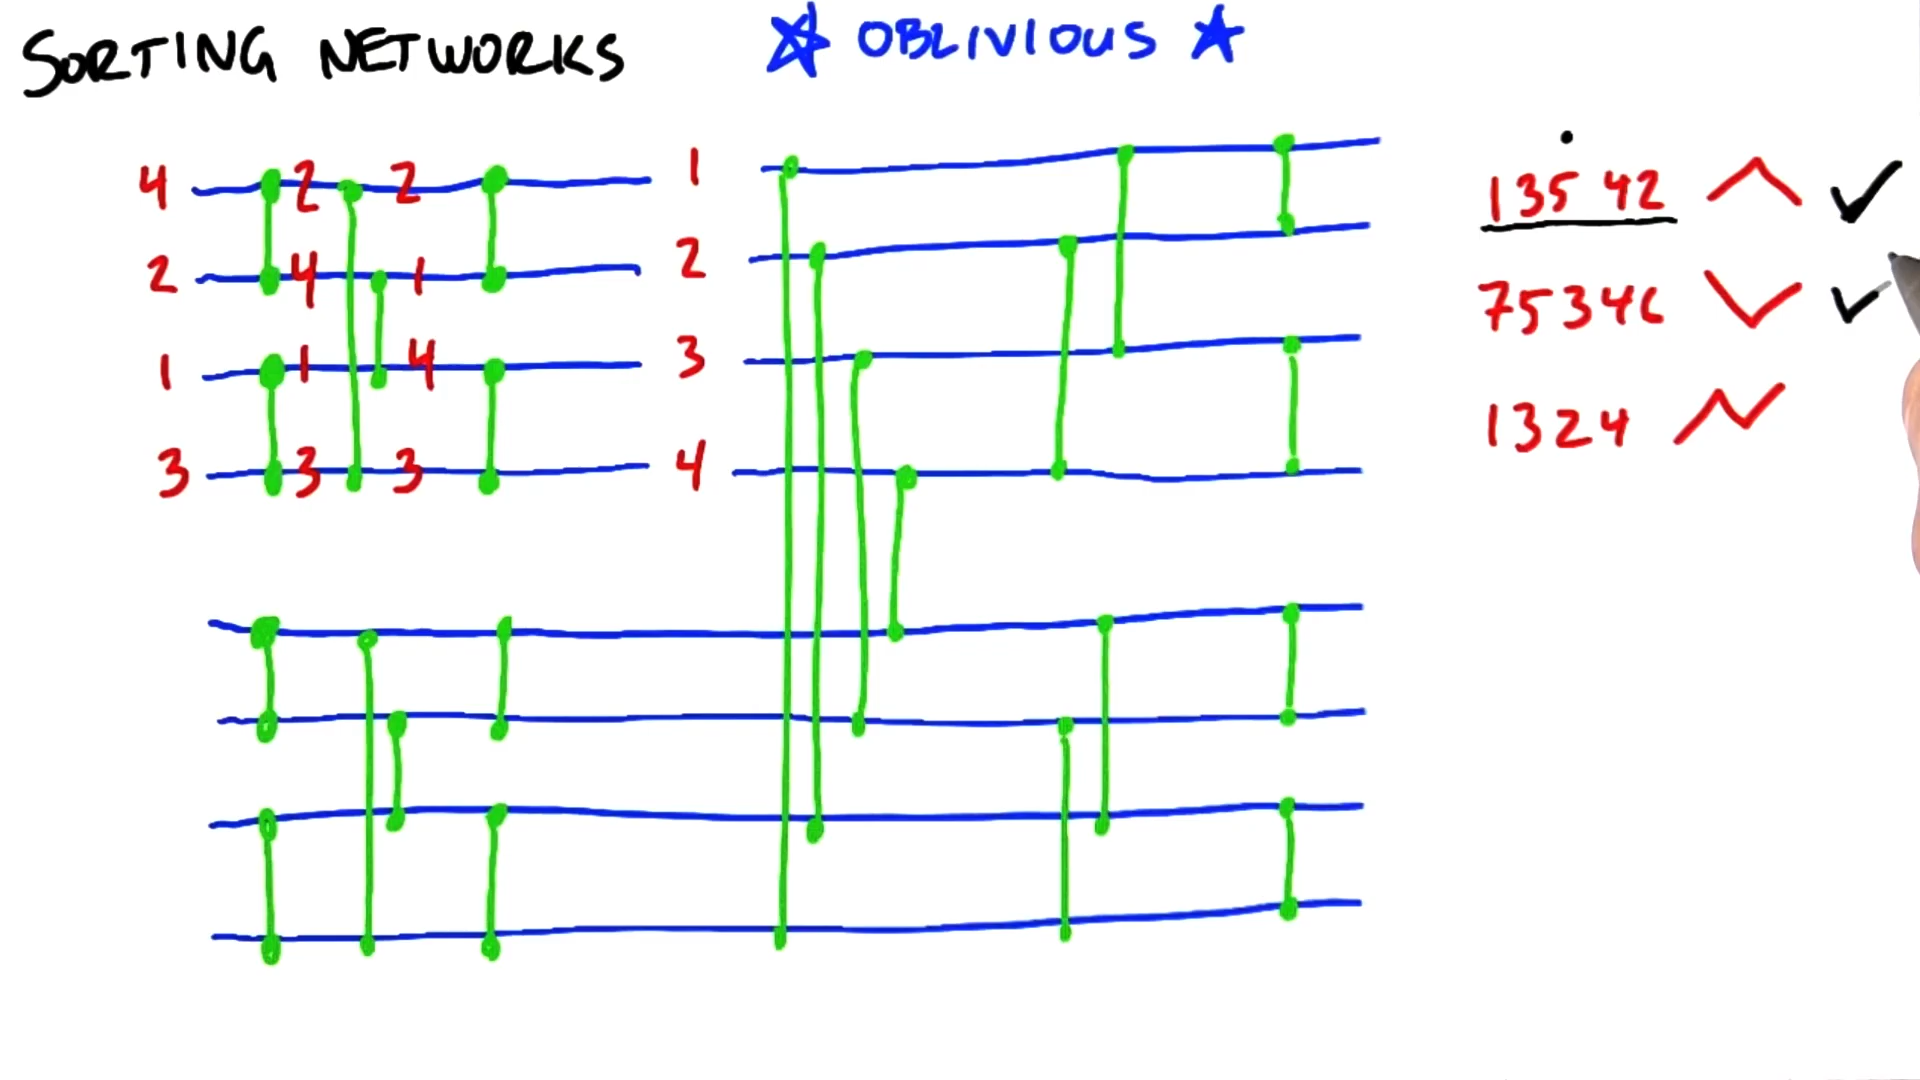 SORTING NETWORKS ☆ OBLIVIOUS ★
4 2 2 1
2 4 1 2
1 1 4 3
3 3 3 4
13542 ✓
75346 ✓
1324